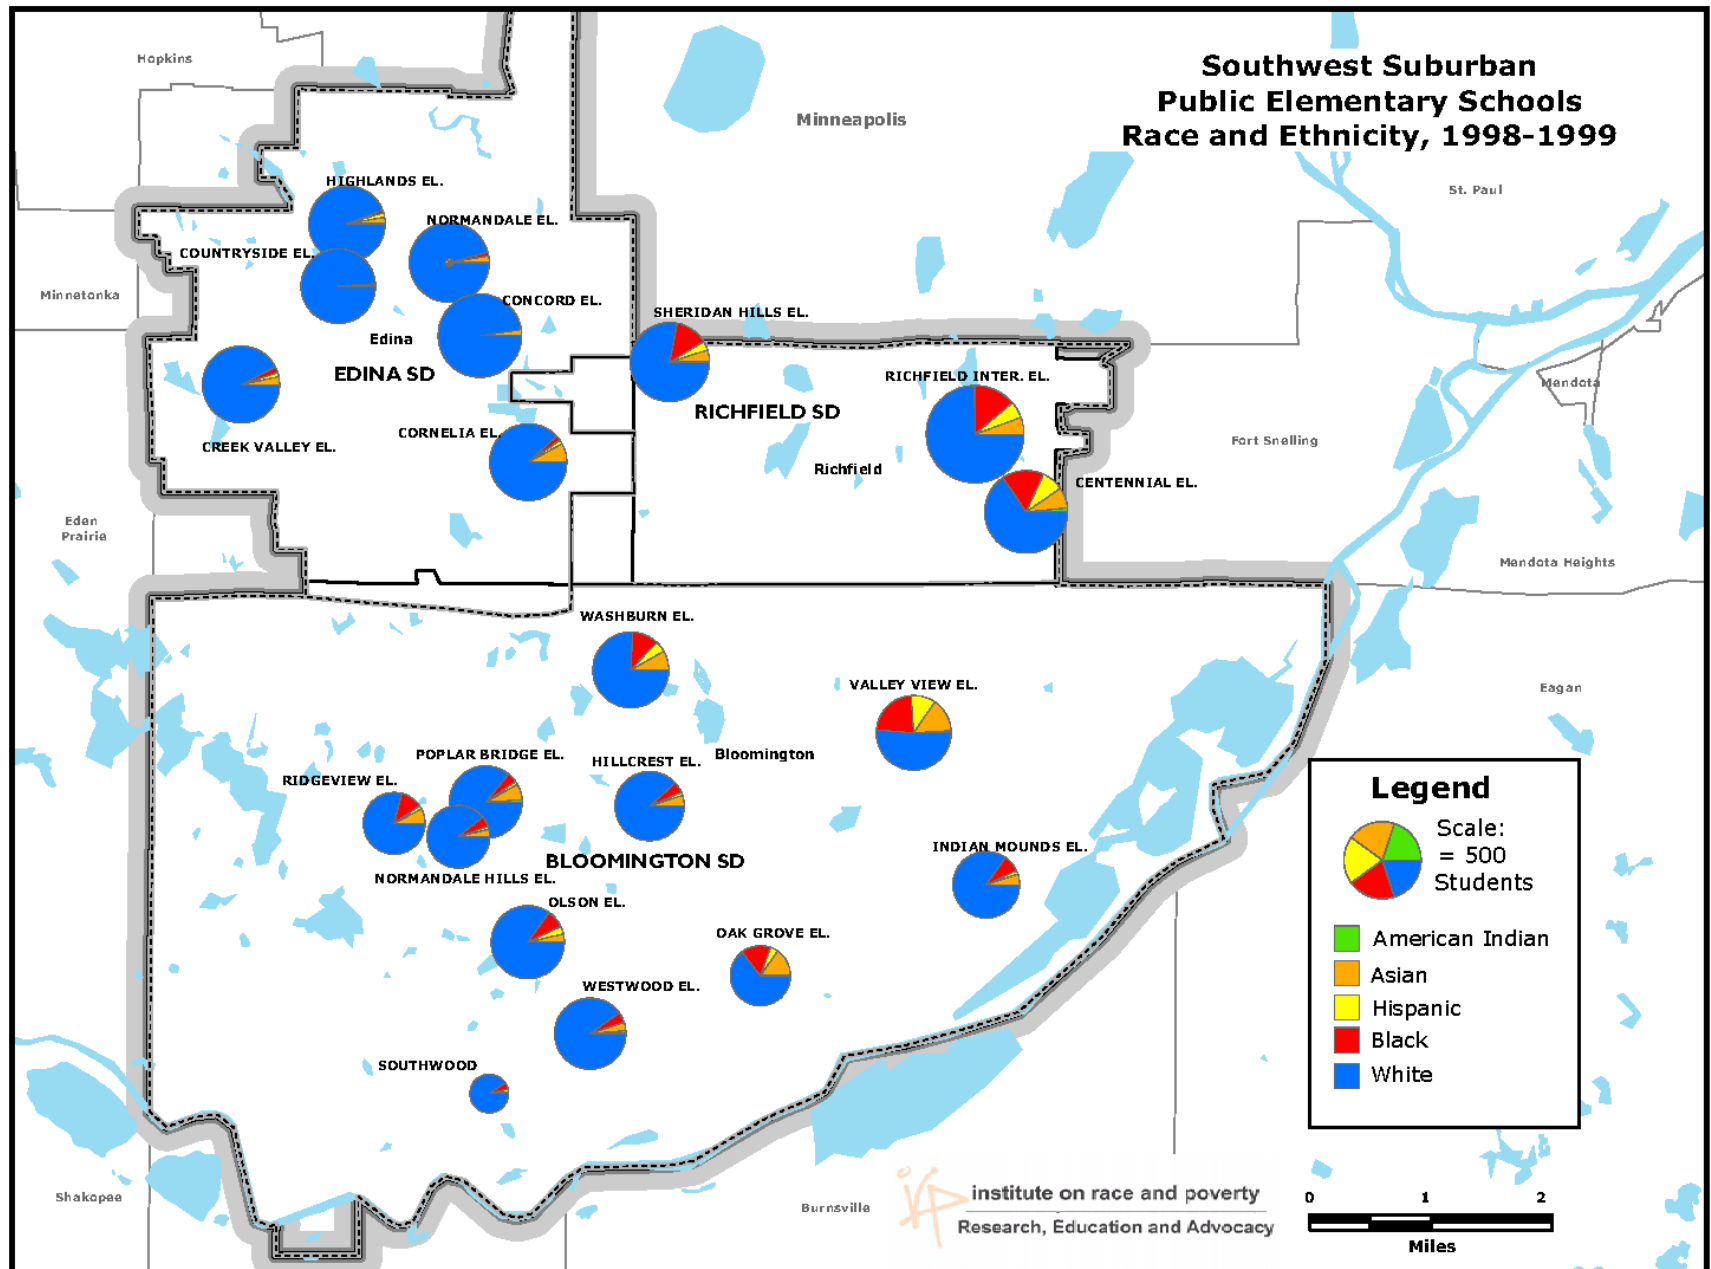 Southwest Suburban
Public Elementary Schools
Race and Ethnicity, 1998-1999
Hopkins
Minneapolis
St. Paul
HIGHLANDS EL.
NORMANDALE EL.
COUNTRYSIDE EL.
Minnetonka
CONCORD EL.
SHERIDAN HILLS EL.
Edina
EDINA SD
RICHFIELD INTER. EL.
Mendota
RICHFIELD SD
CORNELIA EL.
CREEK VALLEY EL.
Fort Snelling
Richfield
CENTENNIAL EL.
Eden
Prairie
Mendota Heights
WASHBURN EL.
VALLEY VIEW EL.
Eagan
POPLAR BRIDGE EL.
HILLCREST EL.
Bloomington
RIDGEVIEW EL.
INDIAN MOUNDS EL.
BLOOMINGTON SD
NORMANDALE HILLS EL.
OLSON EL.
OAK GROVE EL.
WESTWOOD EL.
SOUTHWOOD
Legend
Scale:
= 500
Students
American Indian
Asian
Hispanic
Black
White
Shakopee
Burnsville
irp
institute on race and poverty
Research, Education and Advocacy
0 1 2
Miles